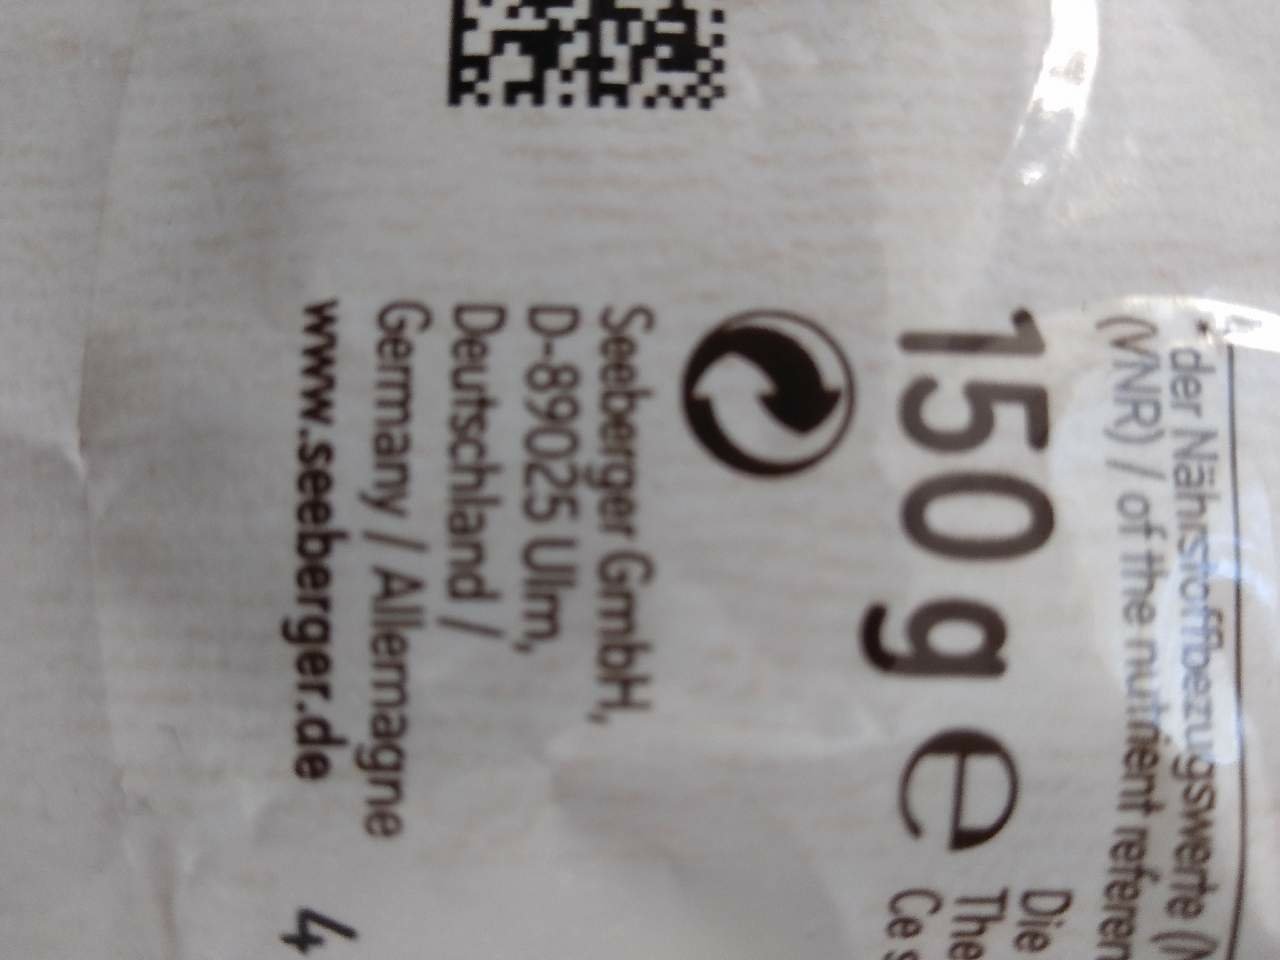 * der Nährstoffbezugswerte (N
(VNR) / of the nutrient referen
150 g e
Die
The
Ce s
Seeberger GmbH,
D-89025 Ulm,
Deutschland /
Germany / Allemagne
www.seeberger.de
4